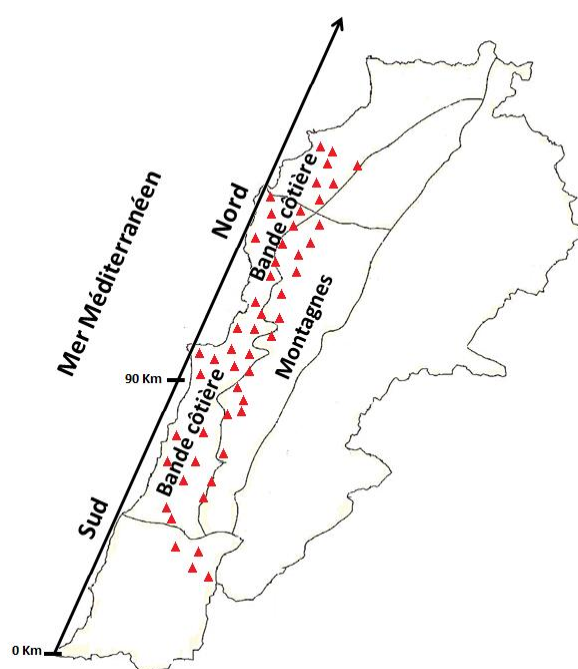 Nord
Bande côtière
Mer Méditerranéen
Montagnes
90 Km
Bande côtière
Sud
0 Km